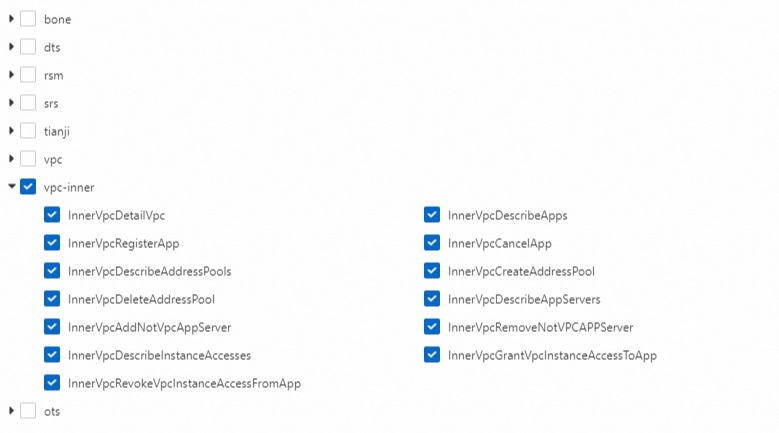 bone
dts
rsm
srs
tianji
vpc
vpc-inner
InnerVpcDetailVpc InnerVpcDescribeApps
InnerVpcRegisterApp InnerVpcCancelApp
InnerVpcDescribeAddressPools InnerVpcCreateAddressPool
InnerVpcDeleteAddressPool InnerVpcDescribeAppServers
InnerVpcAddNotVpcAppServer InnerVpcRemoveNotVPCAPPServer
InnerVpcDescribeInstanceAccesses InnerVpcGrantVpcInstanceAccessToApp
InnerVpcRevokeVpcInstanceAccessFromApp
ots